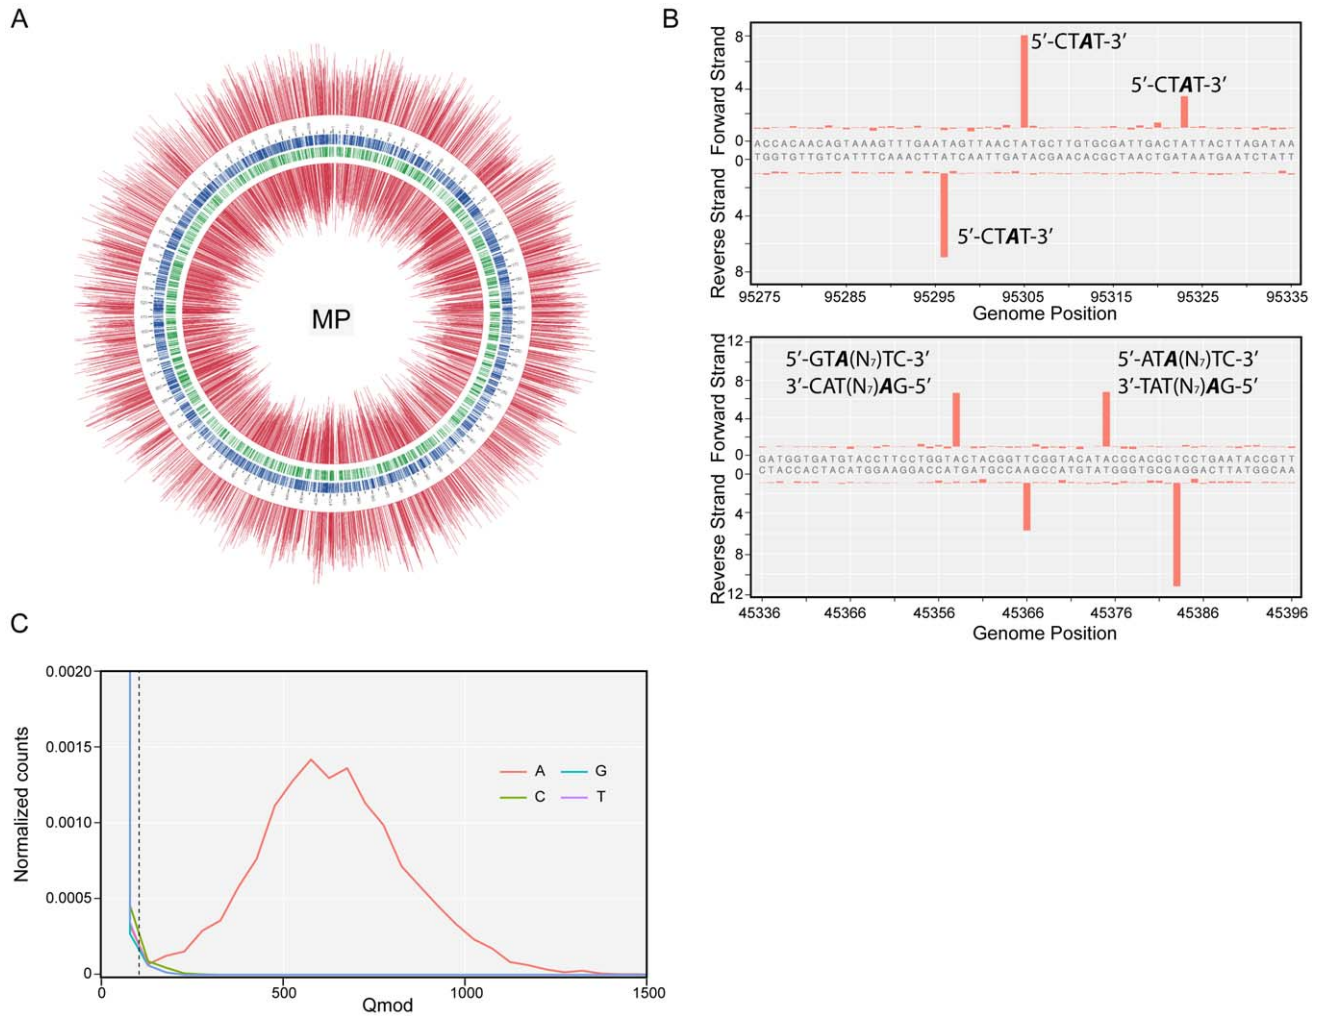 A
MP
B
Forward Strand
Reverse Strand
8
4
0
0
4
8
5′-CTAT-3′
5′-CTAT-3′
ACCACAACAGTAAAGTTTGAATAGTTAACTATGCTTGTGCGATTGACTATTACTTAGATAA
TGGTGTTGTCATTTCAAACTTATCAATTGATACGAACACGCTAACTGATAATGAATCTATT
5′-CTAT-3′
95275 95285 95295 95305 95315 95325 95335
Genome Position
Forward Strand
Reverse Strand
12
8
4
0
0
4
8
12
5′-GTA(N₇)TC-3′
3′-CAT(N₇)AG-5′
5′-ATA(N₇)TC-3′
3′-TAT(N₇)AG-5′
GATGGTGATGTACCTTCCTGGTACTACGGTTCGGTACATACCCACGCTCCTGAATACCGTT
CTACCACTACATGGAAGGACCATGATGCCAAGCCATGTATGGGTGCGAGGACTTATGGCAA
45336 45366 45356 45366 45376 45386 45396
Genome Position
C
Normalized counts
0.0020
0.0015
0.0010
0.0005
0
A G
C T
0 500 1000 1500
Qmod